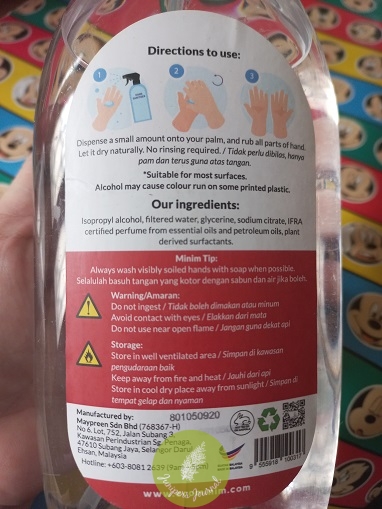 Directions to use:
1 2 3
Dispense a small amount onto your palm, and rub all parts of hand.
Let it dry naturally. No rinsing required. / Tidak perlu dibilas, hanya
pam dan terus guna atas tangan.
*Suitable for most surfaces.
Alcohol may cause colour run on some printed plastic.
Our ingredients:
Isopropyl alcohol, filtered water, glycerine, sodium citrate, IFRA
certified perfume from essential oils and petroleum oils, plant
derived surfactants.
Minim Tip:
Always wash visibly soiled hands with soap when possible.
Selalulah basuh tangan yang kotor dengan sabun dan air jika boleh.
Warning/Amaran:
Do not ingest / Tidak boleh dimakan atau minum
Avoid contact with eyes / Elakkan dari mata
Do not use near open flame / Jangan guna dekat api
Storage:
Store in well ventilated area / Simpan di kawasan
pengudaraan baik
Keep away from fire and heat / Jauhi dari api
Store in cool dry place away from sunlight / Simpan di
tempat gelap dan nyaman
Manufactured by: 801050920
Maypreen Sdn Bhd (768367-H)
No 6. Lot, 752, Jalan Subang 3,
Kawasan Perindustrian Sg. Penaga,
47610 Subang Jaya, Selangor Darul
Ehsan, Malaysia
Hotline: +603-8081 2639 (9am-5pm)